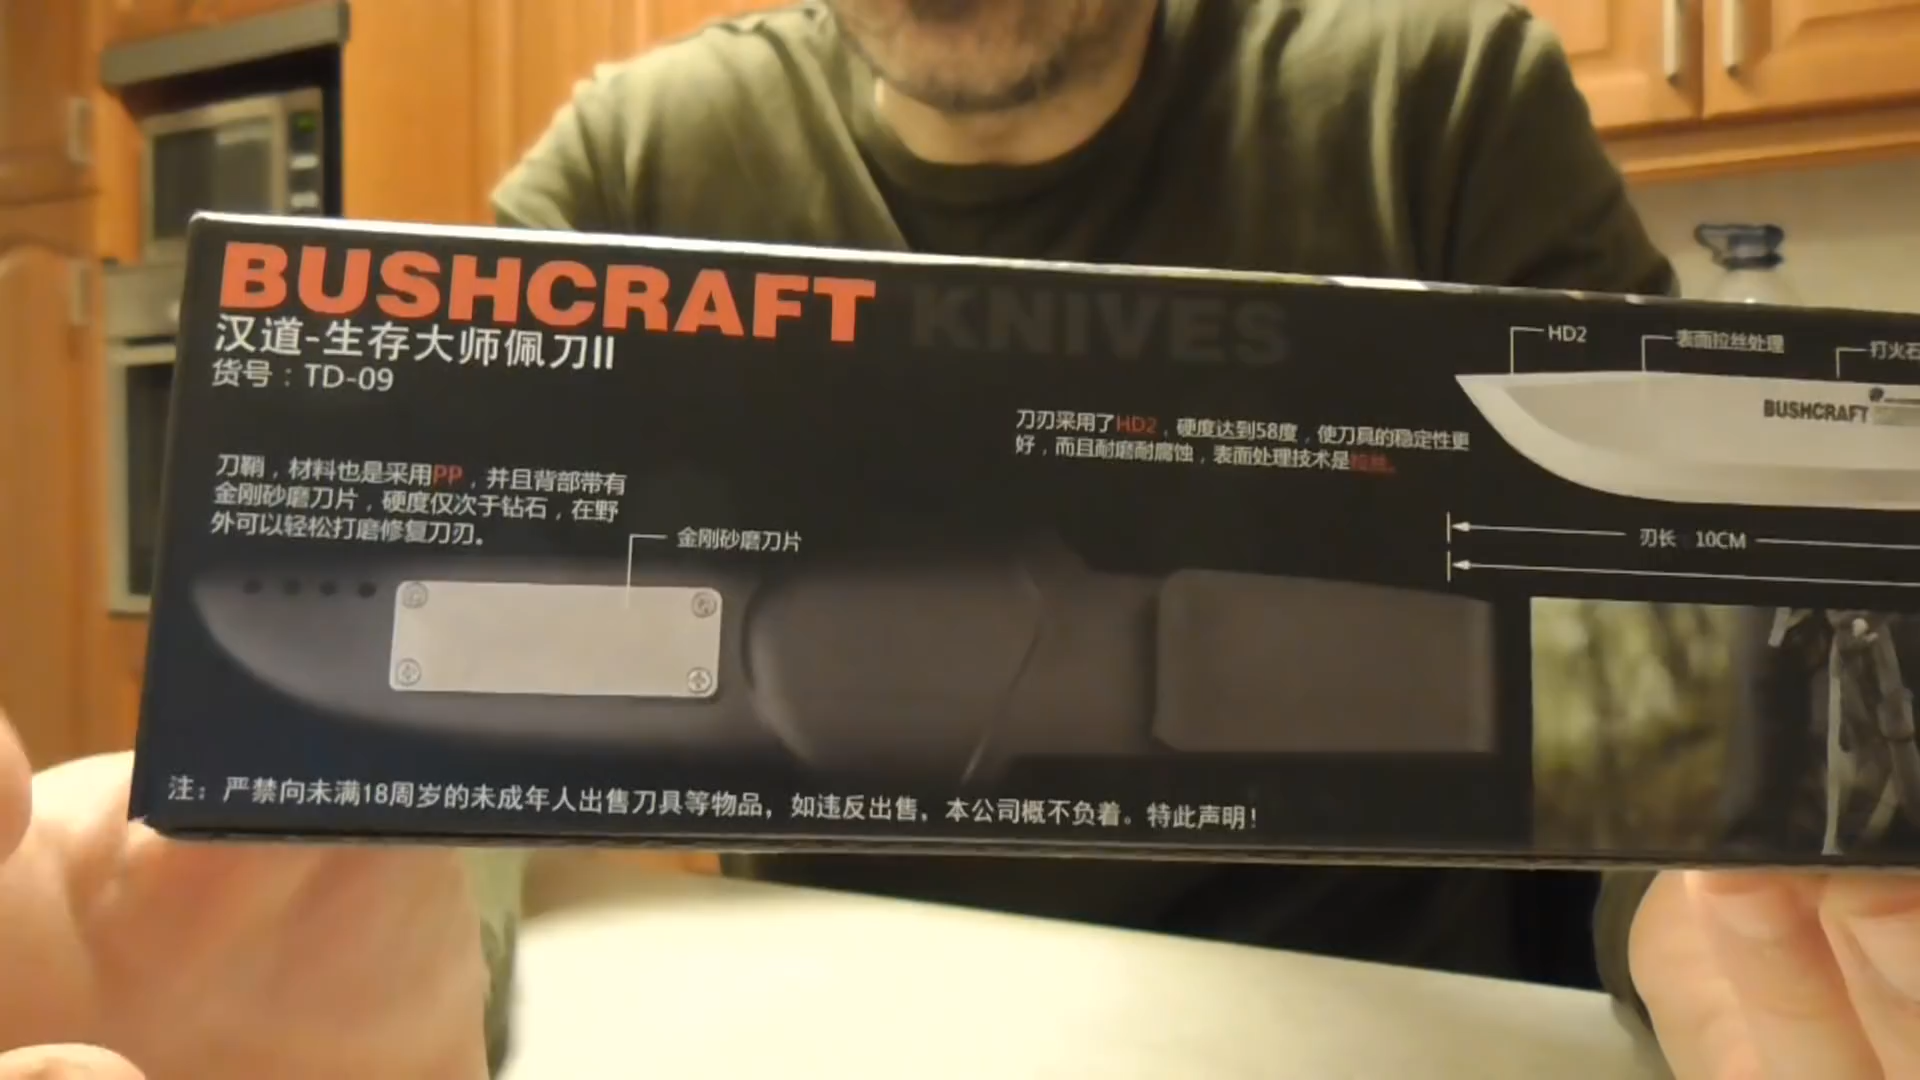 BUSHCRAFT KNIVES
汉道-生存大师佩刀II
货号：TD-09
刀鞘，材料也是采用PP，并且背部带有
金刚砂磨刀片，硬度仅次于钻石，在野
外可以轻松打磨修复刀刃。
金刚砂磨刀片
刀刃采用了HD2，硬度达到58度，使刀具的稳定性更
好，而且耐磨耐腐蚀，表面处理技术是拉丝。
HD2
表面拉丝处理
打火石
BUSHCRAFT
刃长 10CM
注：严禁向未满18周岁的未成年人出售刀具等物品，如违反出售，本公司概不负着。特此声明！